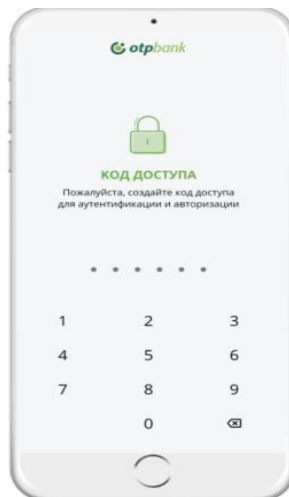 otpbank
КОД ДОСТУПА
Пожалуйста, создайте код доступа
для аутентификации и авторизации
1 2 3
4 5 6
7 8 9
0